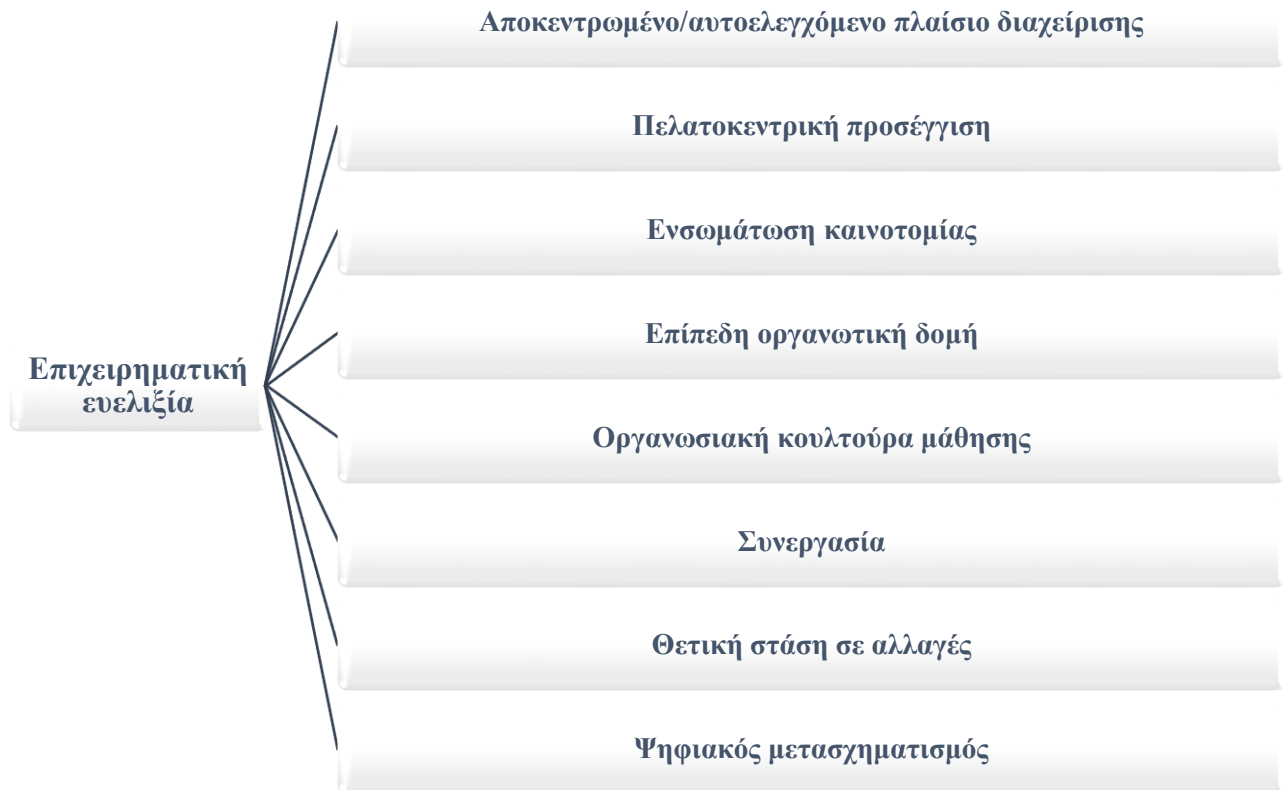 Αποκεντρωμένο/αυτοελεγχόμενο πλαίσιο διαχείρισης
Πελατοκεντρική προσέγγιση
Ενσωμάτωση καινοτομίας
Επίπεδη οργανωτική δομή
Επιχειρηματική
ευελιξία
Οργανωσιακή κουλτούρα μάθησης
Συνεργασία
Θετική στάση σε αλλαγές
Ψηφιακός μετασχηματισμός